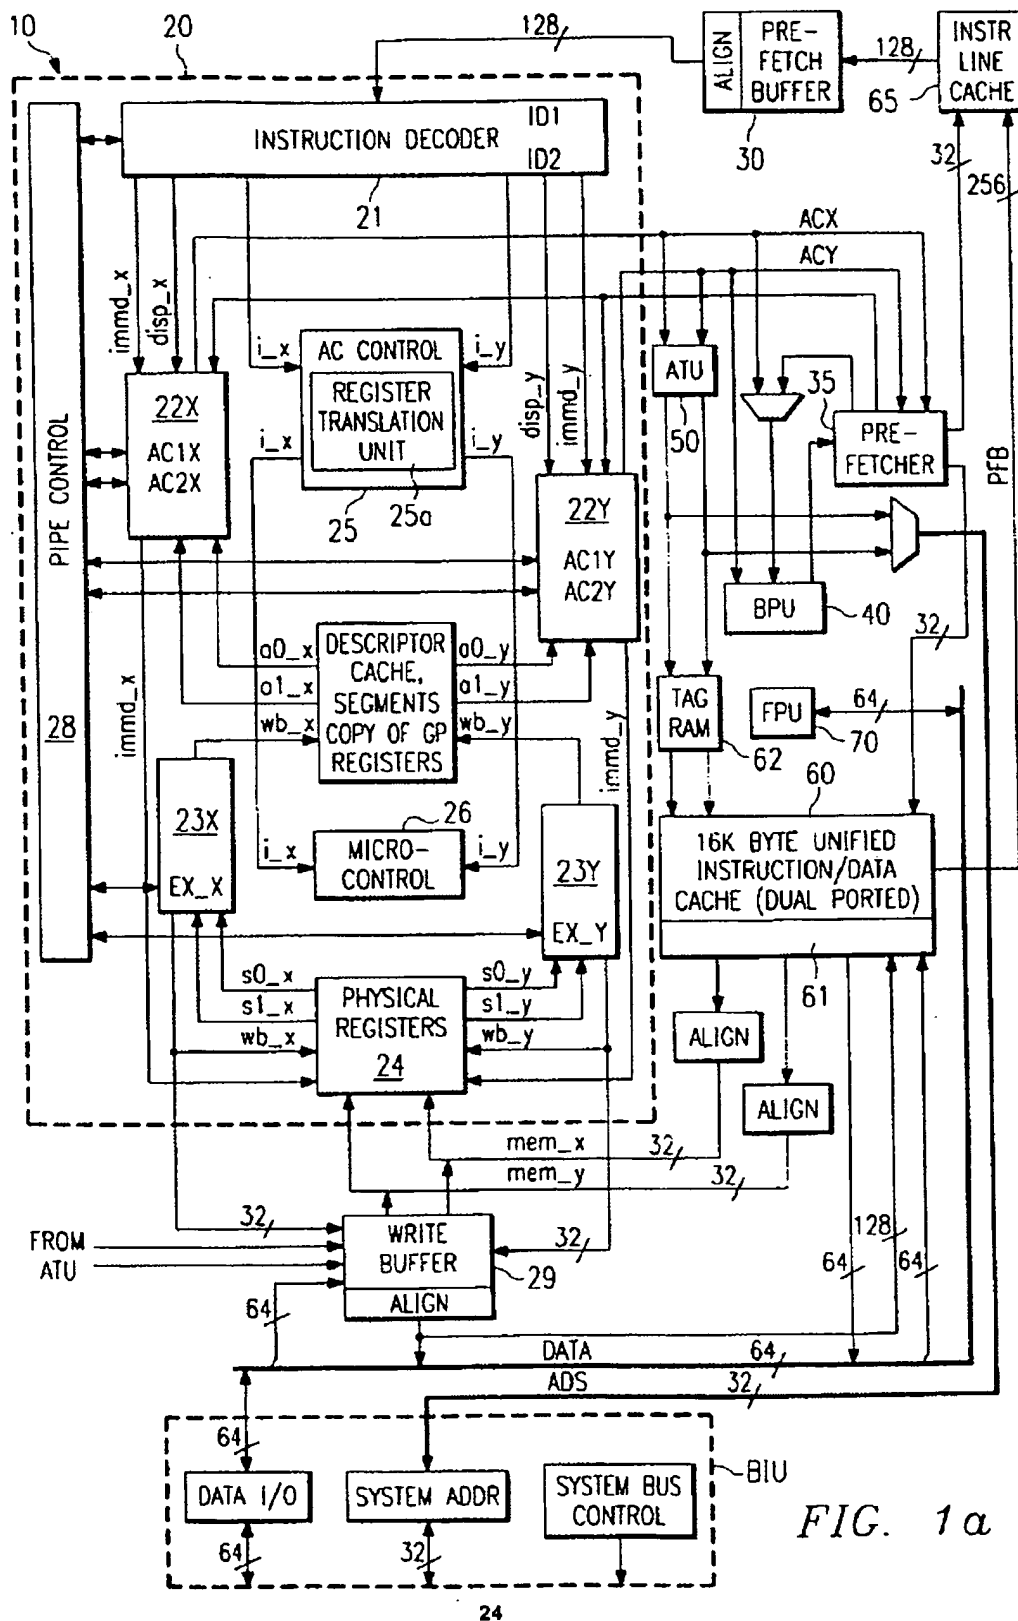 10
20
128
ALIGN
PRE-
FETCH
BUFFER
30
128
INSTR
LINE
CACHE
65
32
256
PFB
INSTRUCTION DECODER
ID1
ID2
21
ACX
ACY
immd_x
disp_x
i_x
AC CONTROL
i_y
REGISTER
TRANSLATION
UNIT
i_x
i_y
25
25a
disp_y
immd_y
ATU
50
35
PRE-
FETCHER
22X
AC1X
AC2X
PIPE CONTROL
28
22Y
AC1Y
AC2Y
BPU
40
32
immd_x
a0_x
a1_x
wb_x
DESCRIPTOR
CACHE,
SEGMENTS
COPY OF GP
REGISTERS
a0_y
a1_y
wb_y
immd_y
TAG
RAM
62
FPU
70
64
23X
EX_X
26
i_x
MICRO-
CONTROL
i_y
23Y
EX_Y
60
16K BYTE UNIFIED
INSTRUCTION/DATA
CACHE (DUAL PORTED)
61
s0_x
s1_x
wb_x
PHYSICAL
REGISTERS
24
s0_y
s1_y
wb_y
ALIGN
ALIGN
mem_x
32
mem_y
32
32
WRITE
BUFFER
ALIGN
32
29
FROM
ATU
64
64
128
64
DATA
64
ADS
32
64
DATA I/O
SYSTEM ADDR
SYSTEM BUS
CONTROL
BIU
64
32
FIG. 1a
24